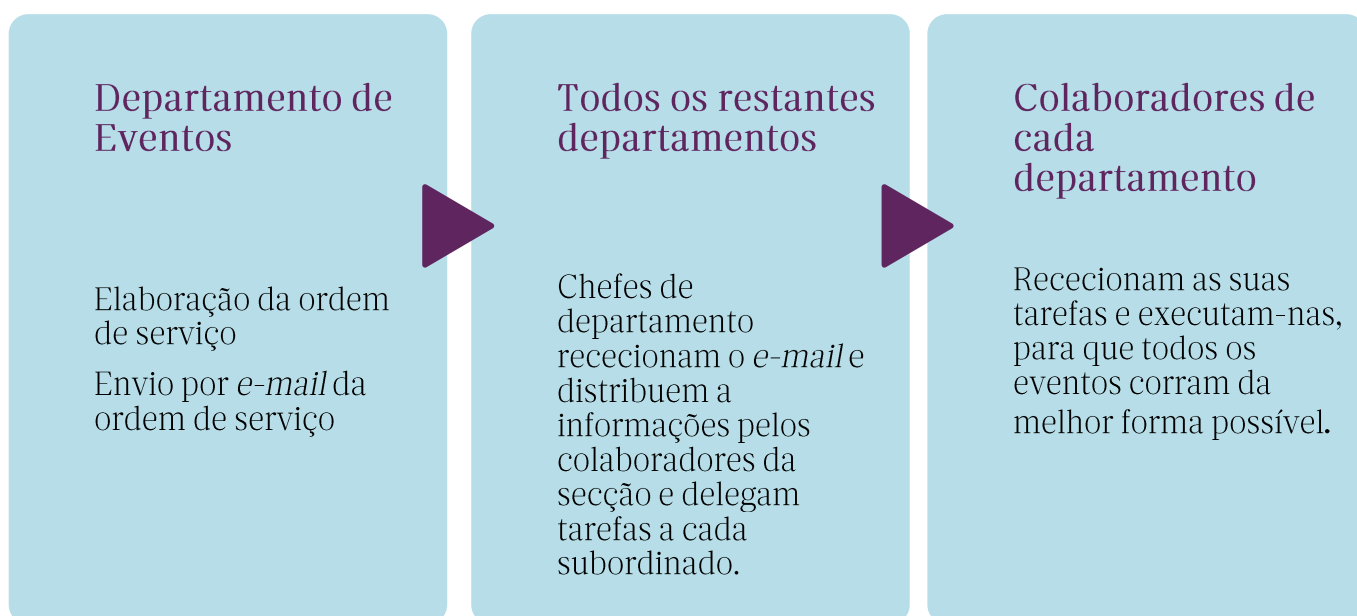 Departamento de
Eventos
Elaboração da ordem
de serviço
Envio por e-mail da
ordem de serviço
Todos os restantes
departamentos
Chefes de
departamento
rececionam o e-mail e
distribuem a
informações pelos
colaboradores da
secção e delegam
tarefas a cada
subordinado.
Colaboradores de
cada
departamento
Rececionam as suas
tarefas e executam-nas,
para que todos os
eventos corram da
melhor forma possível.